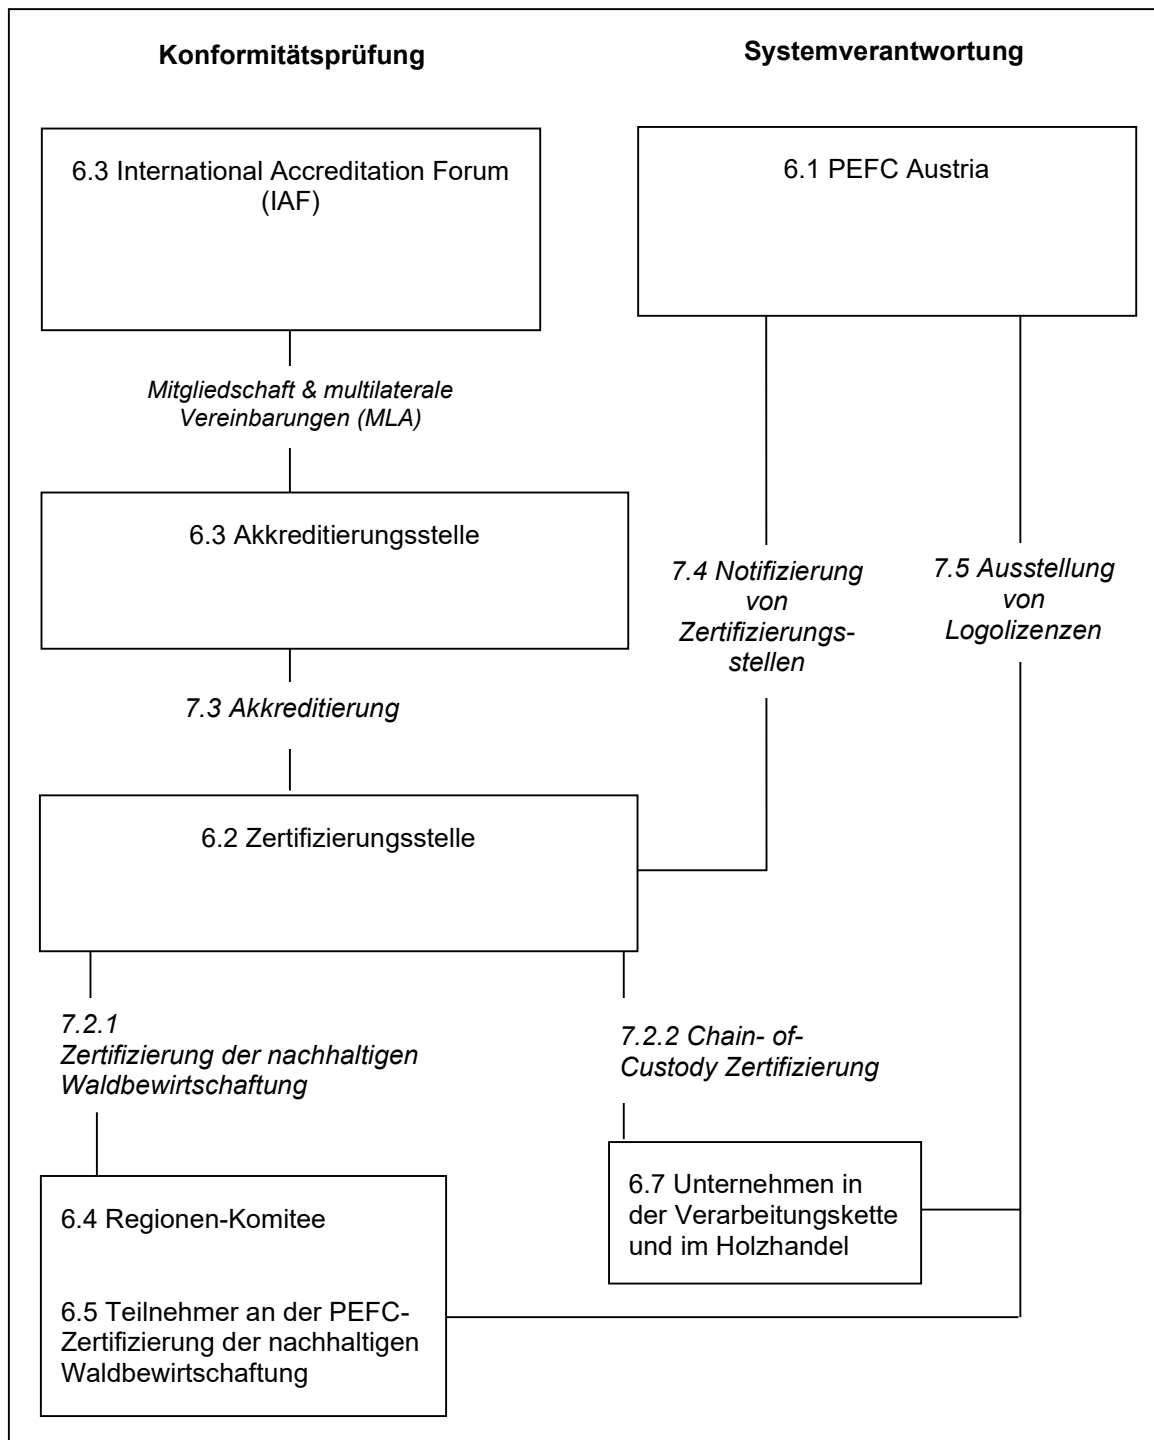 Konformitätsprüfung
Systemverantwortung
6.3 International Accreditation Forum
(IAF)
6.1 PEFC Austria
Mitgliedschaft & multilaterale
Vereinbarungen (MLA)
6.3 Akkreditierungsstelle
7.4 Notifizierung
von
Zertifizierungs-
stellen
7.5 Ausstellung
von
Logolizenzen
7.3 Akkreditierung
6.2 Zertifizierungsstelle
7.2.1
Zertifizierung der nachhaltigen
Waldbewirtschaftung
7.2.2 Chain- of-
Custody Zertifizierung
6.4 Regionen-Komitee
6.5 Teilnehmer an der PEFC-
Zertifizierung der nachhaltigen
Waldbewirtschaftung
6.7 Unternehmen in
der Verarbeitungskette
und im Holzhandel